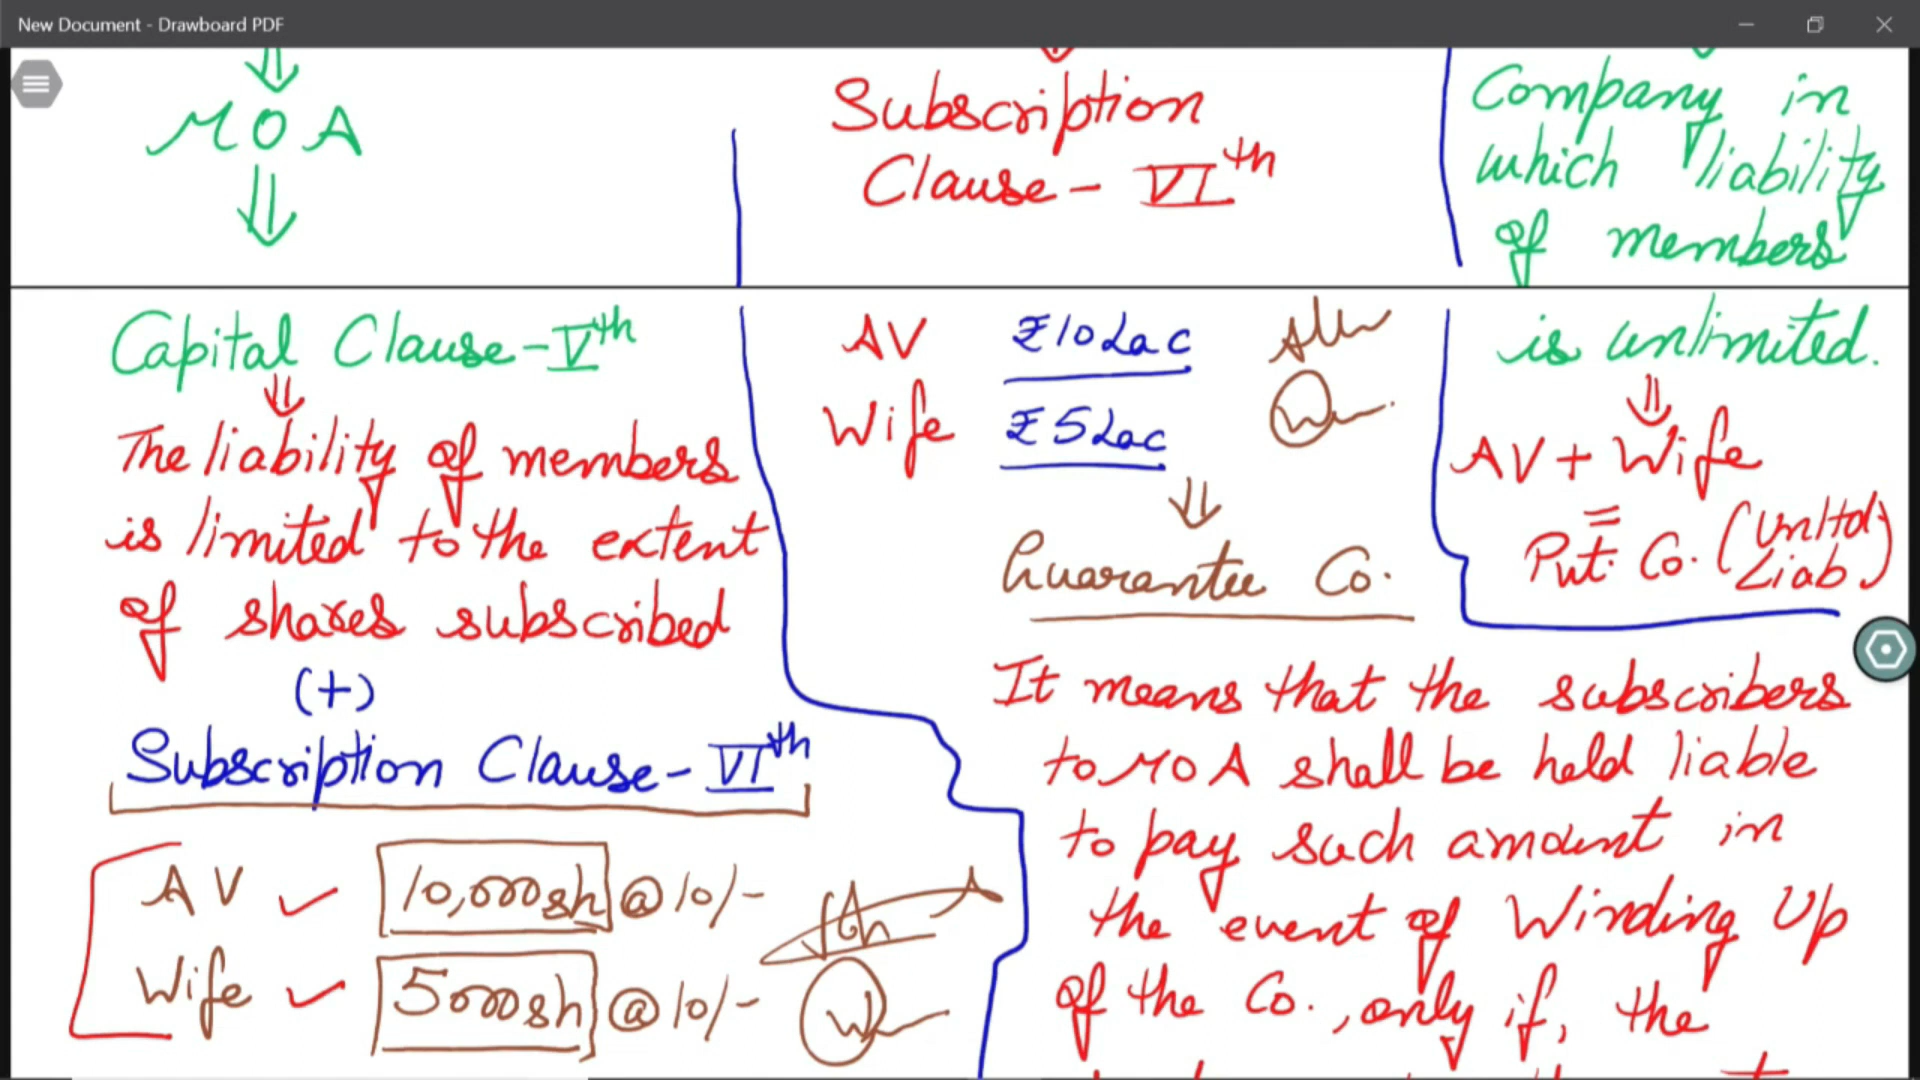 New Document - Drawboard PDF
MOA
Capital Clause - Vth
The liability of members
is limited to the extent
of shares subscribed
(+)
Subscription Clause - VIth
AV ✓ 10,000sh @ 10/-
Wife ✓ 5000sh @ 10/-
Subscription
Clause - VIth
AV ₹10 Lac
Wife ₹5 Lac
Guarantee Co.
It means that the subscribers
to MOA shall be held liable
to pay such amount in
the event of Winding Up
of the Co., only if, the
Company in
which liability
of members
is unlimited.
AV + Wife
=
Pvt. Co. (Unltd.
Liab)